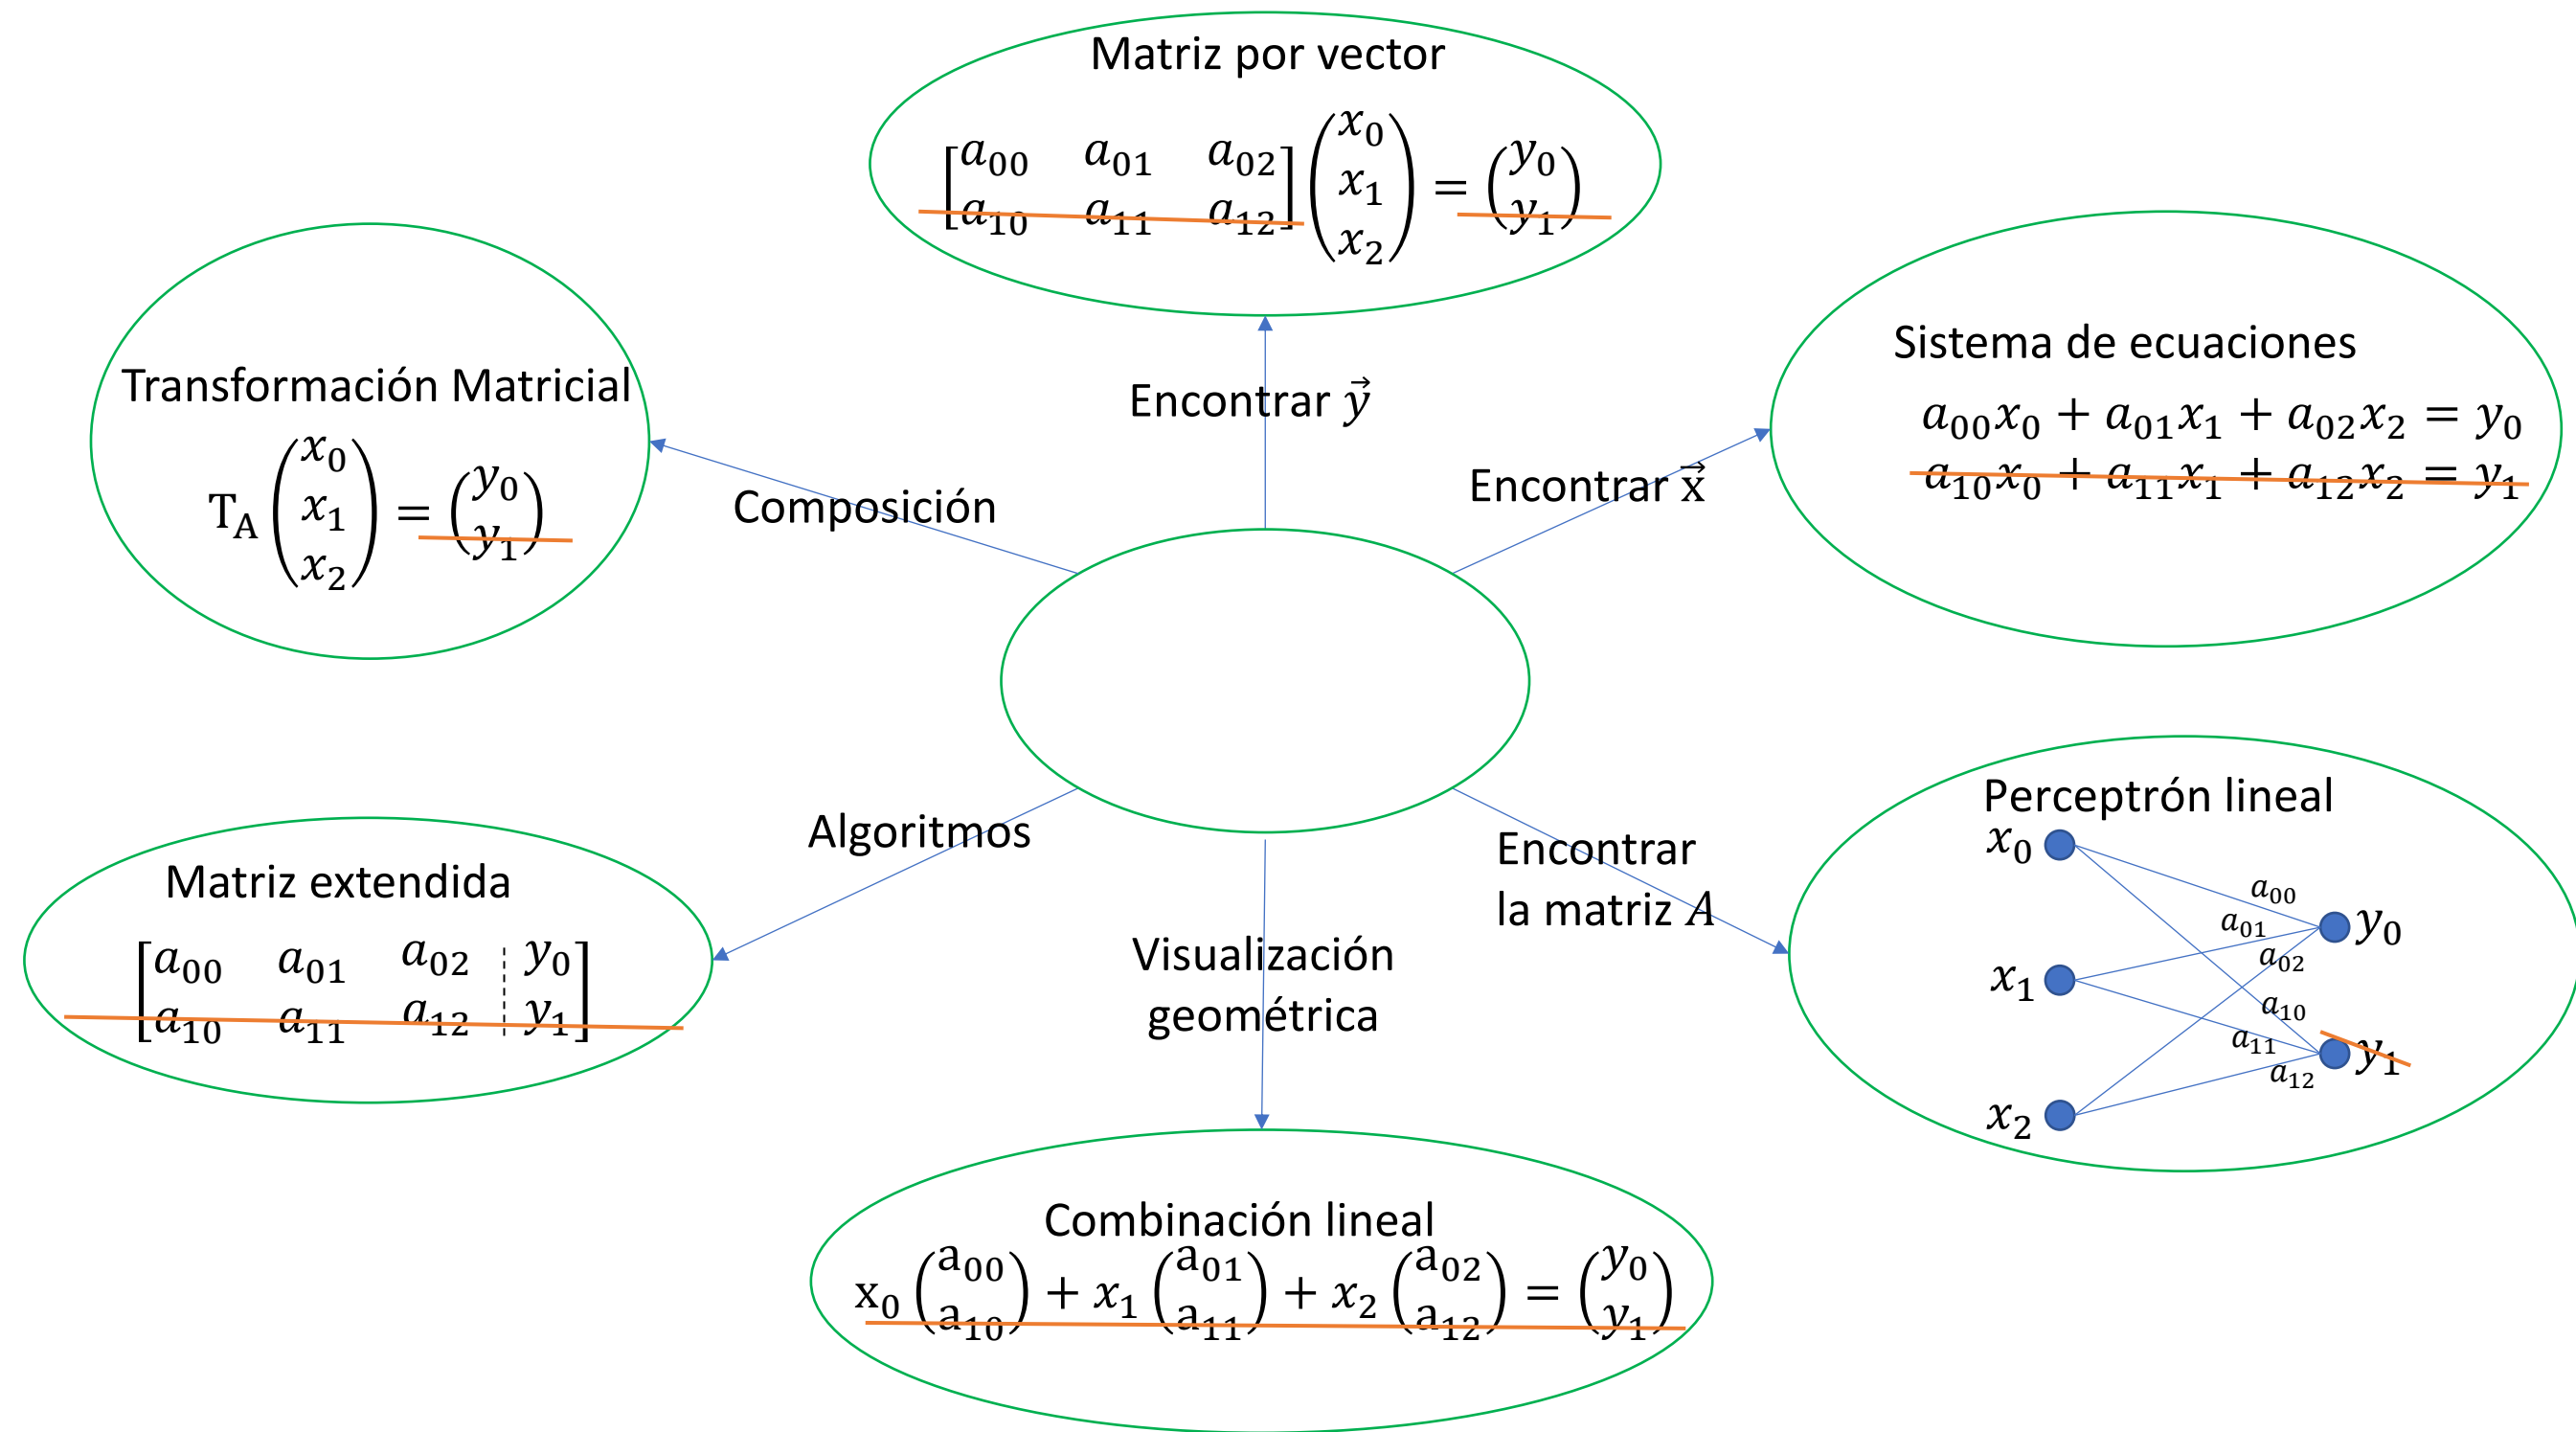 Matriz por vector
[a₀₀ a₀₁ a₀₂
a₁₀ a₁₁ a₁₂] (x₀
x₁
x₂) = (y₀
y₁)
Transformación Matricial
T_A (x₀
x₁
x₂) = (y₀
y₁)
Sistema de ecuaciones
a₀₀x₀ + a₀₁x₁ + a₀₂x₂ = y₀
a₁₀x₀ + a₁₁x₁ + a₁₂x₂ = y₁
Encontrar y⃗
Composición
Encontrar x⃗
Algoritmos
Visualización
geométrica
Encontrar
la matriz A
Matriz extendida
[a₀₀ a₀₁ a₀₂ ¦ y₀
a₁₀ a₁₁ a₁₂ ¦ y₁]
Perceptrón lineal
x₀
x₁
x₂
a₀₀
a₀₁
a₀₂
a₁₀
a₁₁
a₁₂
y₀
y₁
Combinación lineal
x₀ (a₀₀
a₁₀) + x₁ (a₀₁
a₁₁) + x₂ (a₀₂
a₁₂) = (y₀
y₁)